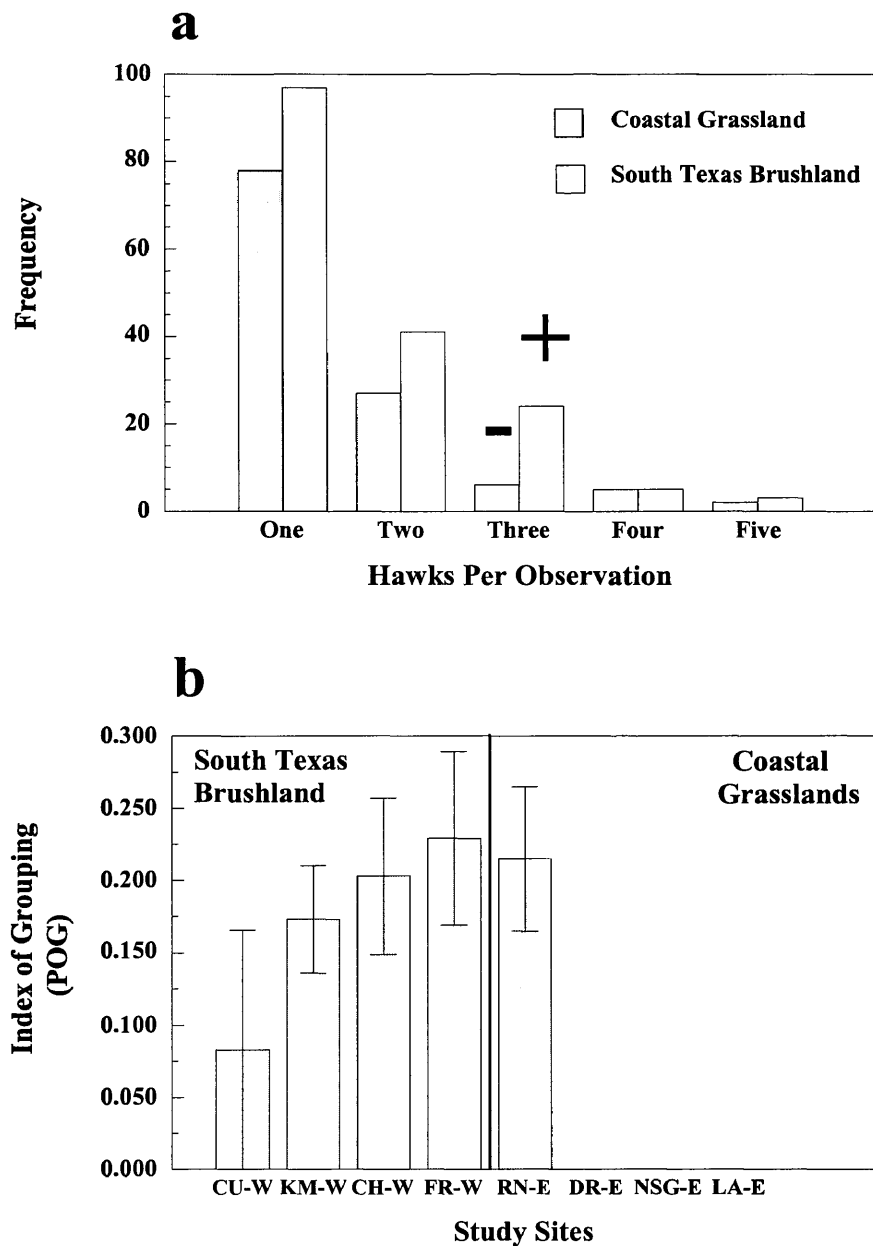 a
100
80
60
40
20
0
Frequency
Coastal Grassland
South Texas Brushland
+
-
One Two Three Four Five
Hawks Per Observation
b
0.300
0.250
0.200
0.150
0.100
0.050
0.000
Index of Grouping
(POG)
South Texas
Brushland
Coastal
Grasslands
CU-W KM-W CH-W FR-W RN-E DR-E NSG-E LA-E
Study Sites